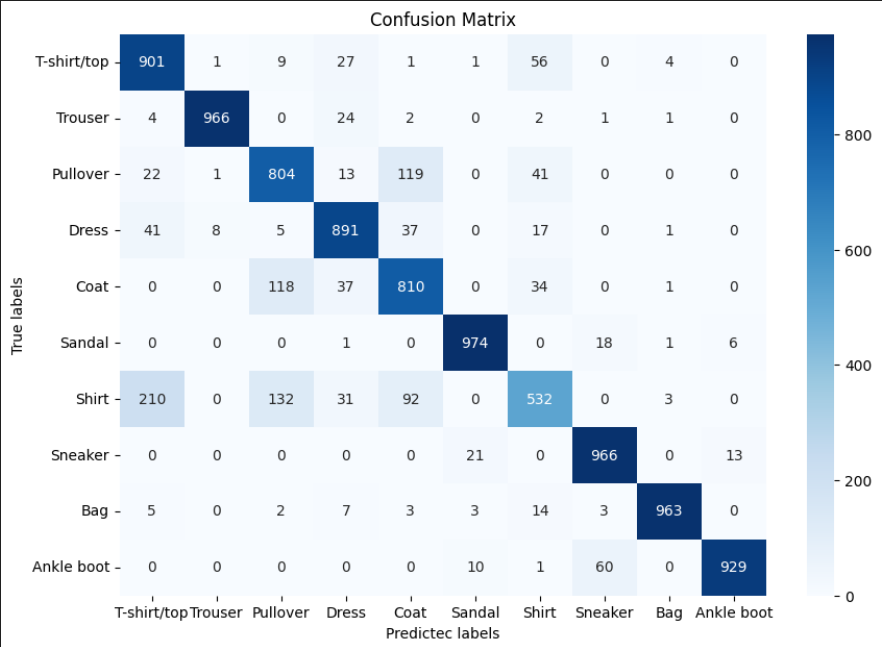 Confusion Matrix
T-shirt/top 901 1 9 27 1 1 56 0 4 0
Trouser 4 966 0 24 2 0 2 1 1 0
Pullover 22 1 804 13 119 0 41 0 0 0
Dress 41 8 5 891 37 0 17 0 1 0
Coat 0 0 118 37 810 0 34 0 1 0
Sandal 0 0 0 1 0 974 0 18 1 6
Shirt 210 0 132 31 92 0 532 0 3 0
Sneaker 0 0 0 0 0 21 0 966 0 13
Bag 5 0 2 7 3 3 14 3 963 0
Ankle boot 0 0 0 0 0 10 1 60 0 929
T-shirt/top Trouser Pullover Dress Coat Sandal Shirt Sneaker Bag Ankle boot
Predictec labels
True labels
800
600
400
200
0